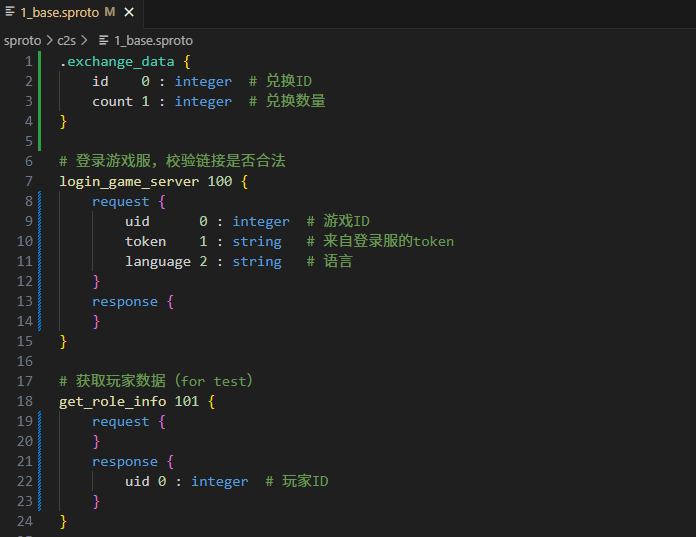 1_base.sproto M ×
sproto > c2s > 1_base.sproto
1 .exchange_data {
2     id    0 : integer  # 兑换ID
3     count 1 : integer  # 兑换数量
4 }
5
6 # 登录游戏服，校验链接是否合法
7 login_game_server 100 {
8     request {
9         uid      0 : integer  # 游戏ID
10         token    1 : string   # 来自登录服的token
11         language 2 : string   # 语言
12     }
13     response {
14     }
15 }
16
17 # 获取玩家数据（for test）
18 get_role_info 101 {
19     request {
20     }
21     response {
22         uid 0 : integer  # 玩家ID
23     }
24 }